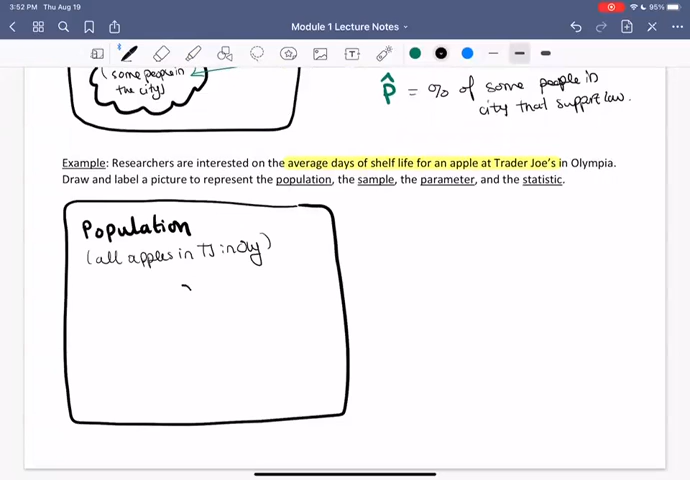 3:52 PM Thu Aug 19
95%
Module 1 Lecture Notes
(some people in
the city)
P̂ = % of some people in
city that support law.
Example: Researchers are interested on the average days of shelf life for an apple at Trader Joe's in Olympia.
Draw and label a picture to represent the population, the sample, the parameter, and the statistic.
Population
(all apples in TJ in Oly)